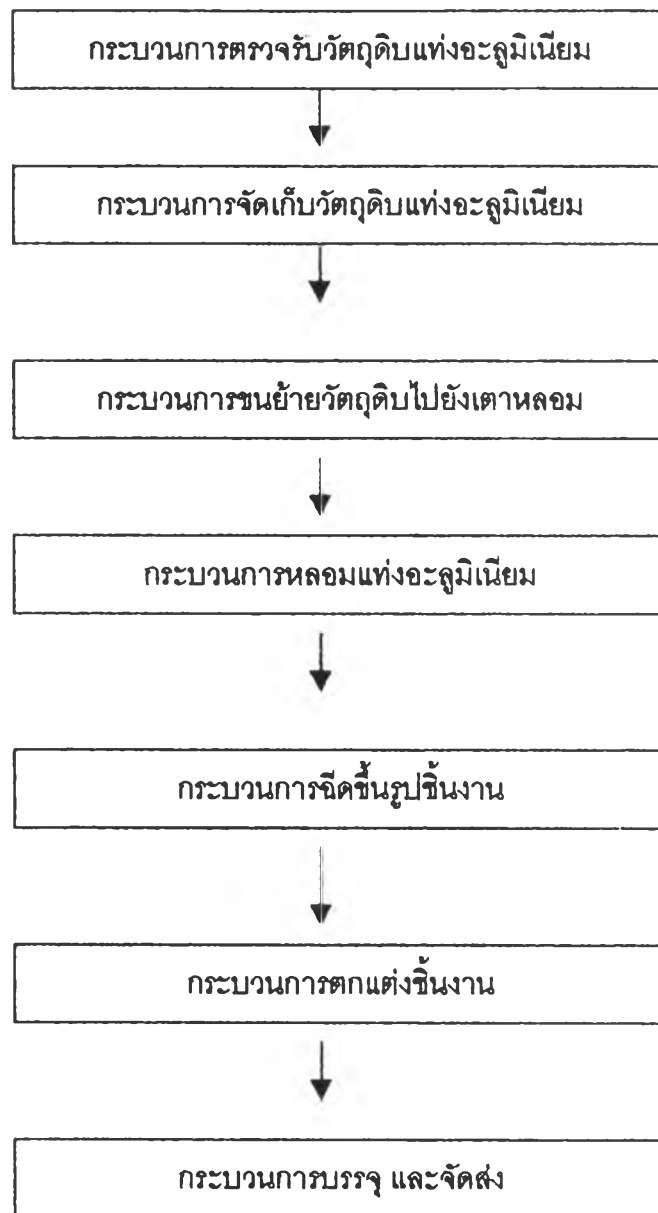 กระบวนการตรวจรับวัตถุดิบแท่งอะลูมิเนียม
กระบวนการจัดเก็บวัตถุดิบแท่งอะลูมิเนียม
กระบวนการขนย้ายวัตถุดิบไปยังเตาหลอม
กระบวนการหลอมแท่งอะลูมิเนียม
กระบวนการฉีดขึ้นรูปชิ้นงาน
กระบวนการตกแต่งชิ้นงาน
กระบวนการบรรจุ และจัดส่ง